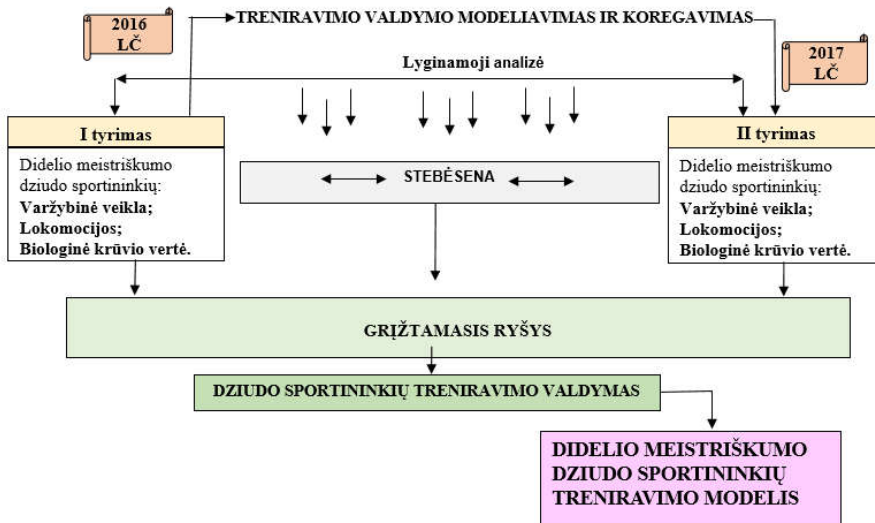 TRENIRAVIMO VALDYMO MODELIAVIMAS IR KOREGAVIMAS
2016
LČ
2017
LČ
Lyginamoji analizė
I tyrimas
Didelio meistriškumo
dziudo sportininkių:
Varžybinė veikla;
Lokomocijos;
Biologinė krūvio vertė.
STEBĖSENA
II tyrimas
Didelio meistriškumo
dziudo sportininkių:
Varžybinė veikla;
Lokomocijos;
Biologinė krūvio vertė.
GRĮŽTAMASIS RYŠYS
DZIUDO SPORTININKIŲ TRENIRAVIMO VALDYMAS
DIDELIO MEISTRIŠKUMO
DZIUDO SPORTININKIŲ
TRENIRAVIMO MODELIS